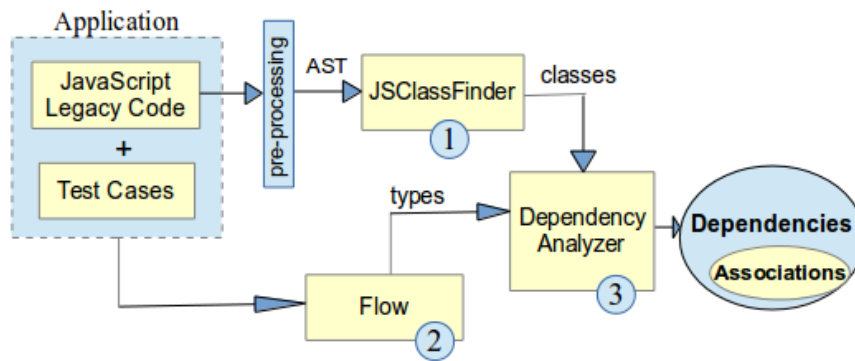 Application
JavaScript
Legacy Code
+
Test Cases
pre-processing
AST
JSClassFinder
1
classes
types
Flow
2
Dependency
Analyzer
3
Dependencies
Associations